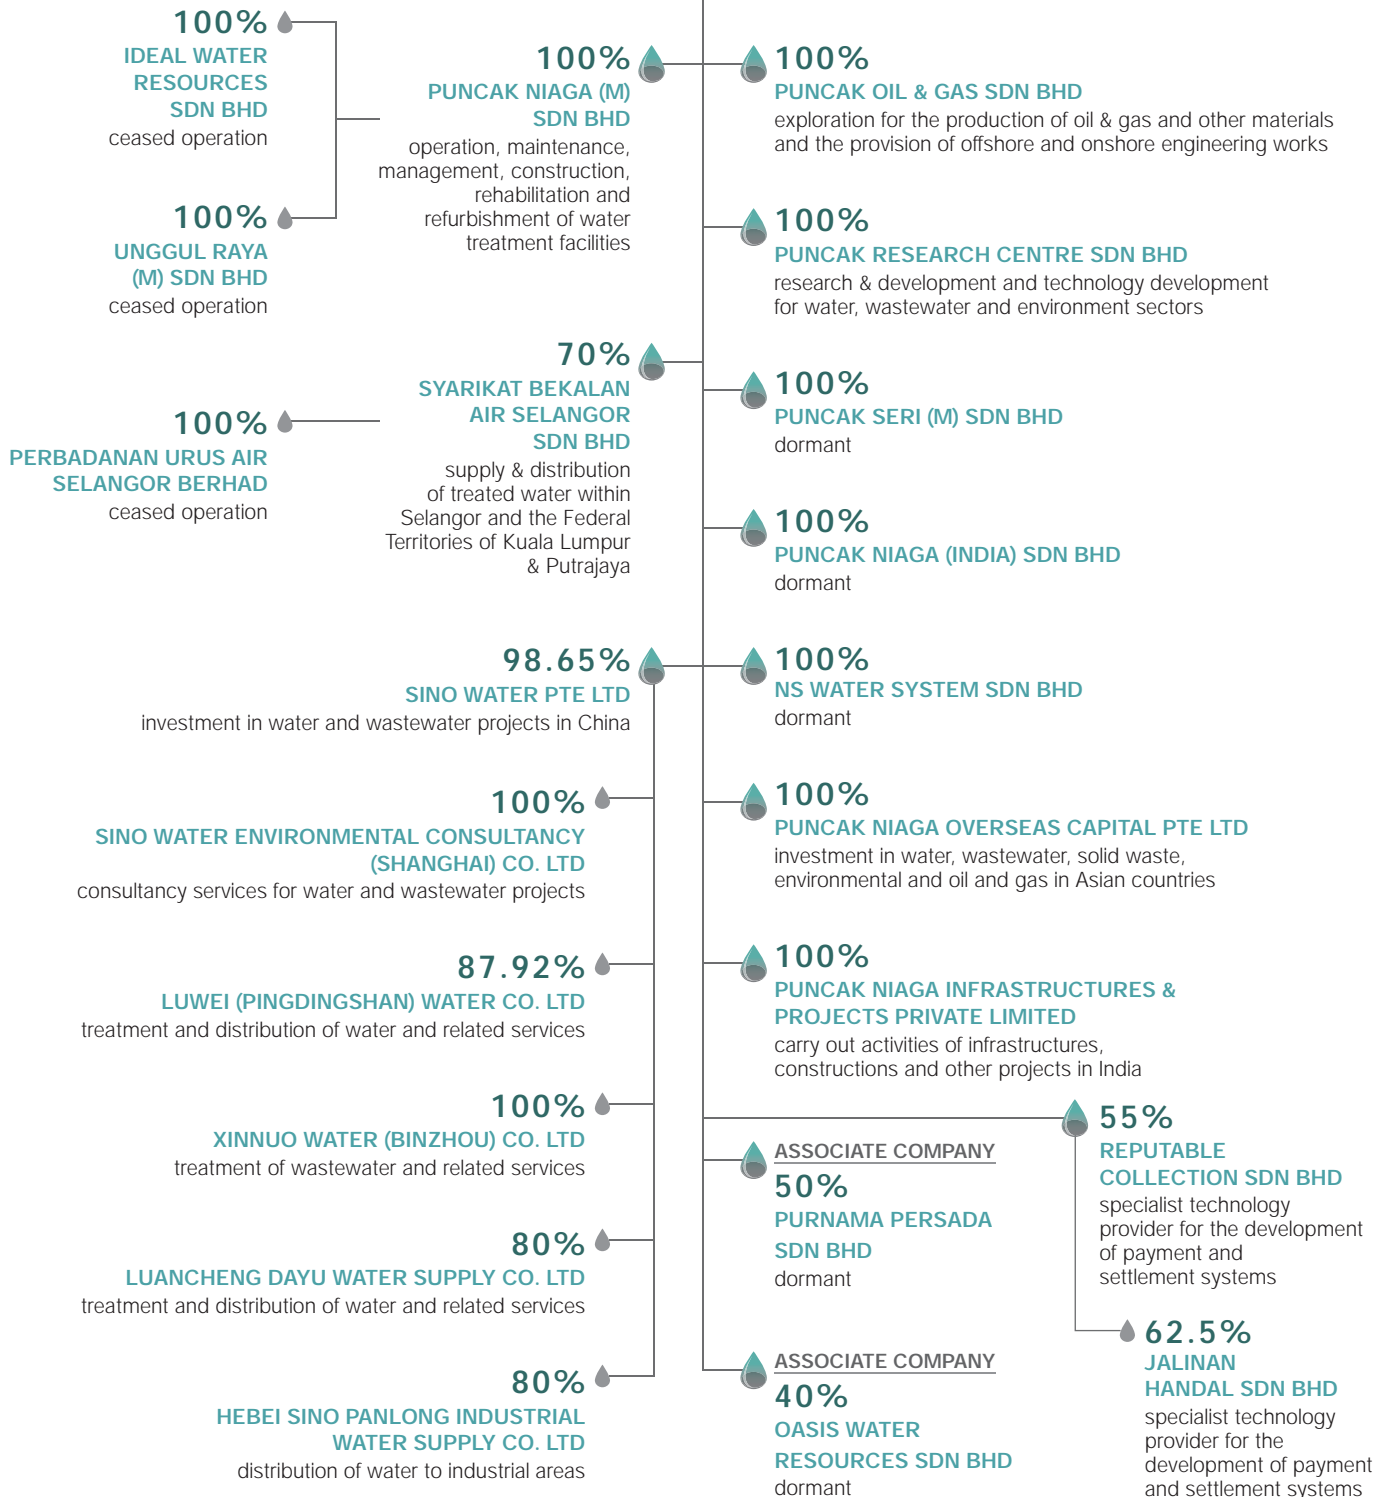 100%
IDEAL WATER
RESOURCES
SDN BHD
ceased operation
100%
UNGGUL RAYA
(M) SDN BHD
ceased operation
100%
PUNCAK NIAGA (M)
SDN BHD
operation, maintenance,
management, construction,
rehabilitation and
refurbishment of water
treatment facilities
100%
PERBADANAN URUS AIR
SELANGOR BERHAD
ceased operation
70%
SYARIKAT BEKALAN
AIR SELANGOR
SDN BHD
supply & distribution
of treated water within
Selangor and the Federal
Territories of Kuala Lumpur
& Putrajaya
98.65%
SINO WATER PTE LTD
investment in water and wastewater projects in China
100%
SINO WATER ENVIRONMENTAL CONSULTANCY
(SHANGHAI) CO. LTD
consultancy services for water and wastewater projects
87.92%
LUWEI (PINGDINGSHAN) WATER CO. LTD
treatment and distribution of water and related services
100%
XINNUO WATER (BINZHOU) CO. LTD
treatment of wastewater and related services
80%
LUANCHENG DAYU WATER SUPPLY CO. LTD
treatment and distribution of water and related services
80%
HEBEI SINO PANLONG INDUSTRIAL
WATER SUPPLY CO. LTD
distribution of water to industrial areas
100%
PUNCAK OIL & GAS SDN BHD
exploration for the production of oil & gas and other materials
and the provision of offshore and onshore engineering works
100%
PUNCAK RESEARCH CENTRE SDN BHD
research & development and technology development
for water, wastewater and environment sectors
100%
PUNCAK SERI (M) SDN BHD
dormant
100%
PUNCAK NIAGA (INDIA) SDN BHD
dormant
100%
NS WATER SYSTEM SDN BHD
dormant
100%
PUNCAK NIAGA OVERSEAS CAPITAL PTE LTD
investment in water, wastewater, solid waste,
environmental and oil and gas in Asian countries
100%
PUNCAK NIAGA INFRASTRUCTURES &
PROJECTS PRIVATE LIMITED
carry out activities of infrastructures,
constructions and other projects in India
55%
REPUTABLE
COLLECTION SDN BHD
specialist technology
provider for the development
of payment and
settlement systems
62.5%
JALINAN
HANDAL SDN BHD
specialist technology
provider for the
development of payment
and settlement systems
ASSOCIATE COMPANY
50%
PURNAMA PERSADA
SDN BHD
dormant
ASSOCIATE COMPANY
40%
OASIS WATER
RESOURCES SDN BHD
dormant